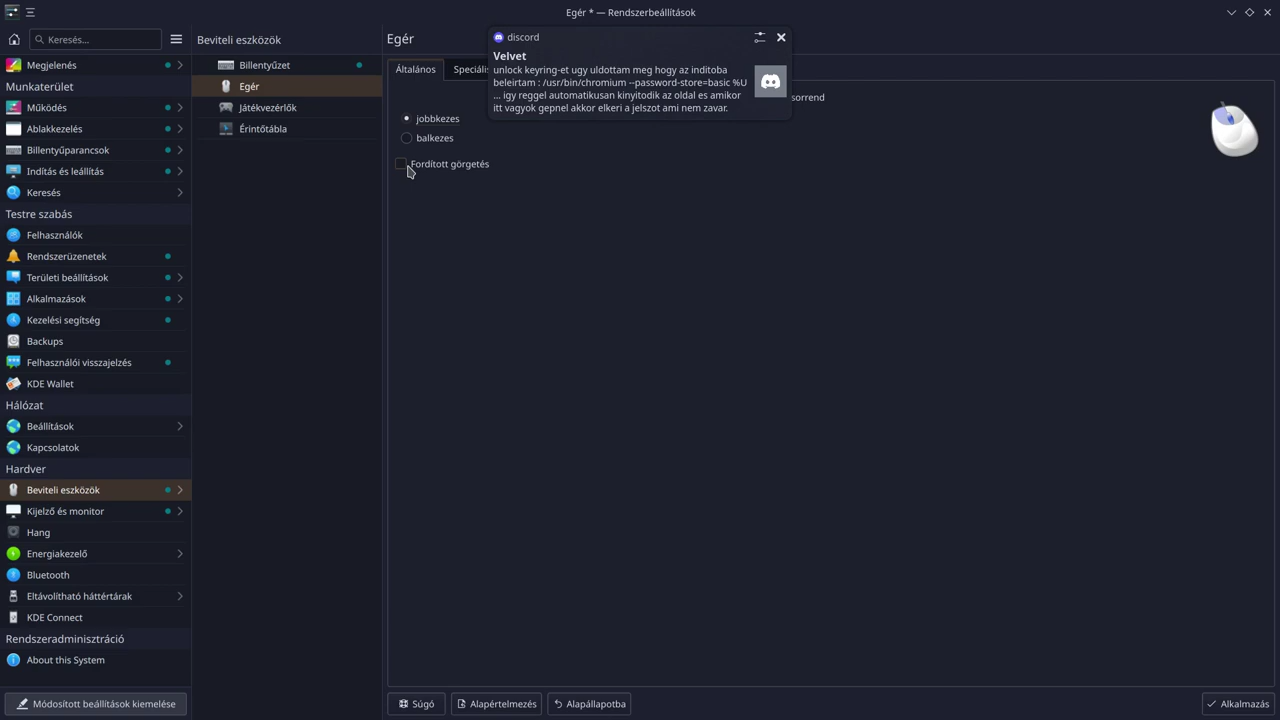 Egér * — Rendszerbeállítások
Keresés...
Megjelenés
Munkaterület
Működés
Ablakkezelés
Billentyűparancsok
Indítás és leállítás
Keresés
Testre szabás
Felhasználók
Rendszerüzenetek
Területi beállítások
Alkalmazások
Kezelési segítség
Backups
Felhasználói visszajelzés
KDE Wallet
Hálózat
Beállítások
Kapcsolatok
Hardver
Beviteli eszközök
Kijelző és monitor
Hang
Energiakezelő
Bluetooth
Eltávolítható háttértárak
KDE Connect
Rendszeradminisztráció
About this System
Módosított beállítások kiemelése
Beviteli eszközök
Billentyűzet
Egér
Játékvezérlők
Érintőtábla
Egér
Általános
discord
Velvet
unlock keyring-et ugy uldottam meg hogy az inditoba
beleirtam : /usr/bin/chromium --password-store=basic %U
... igy reggel automatikusan kinyitodik az oldal es amikor
itt vagyok gepnel akkor elkeri a jelszot ami nem zavar.
jobbkezes
balkezes
Fordított görgetés
Súgó
Alapértelmezés
Alapállapotba
Alkalmazás